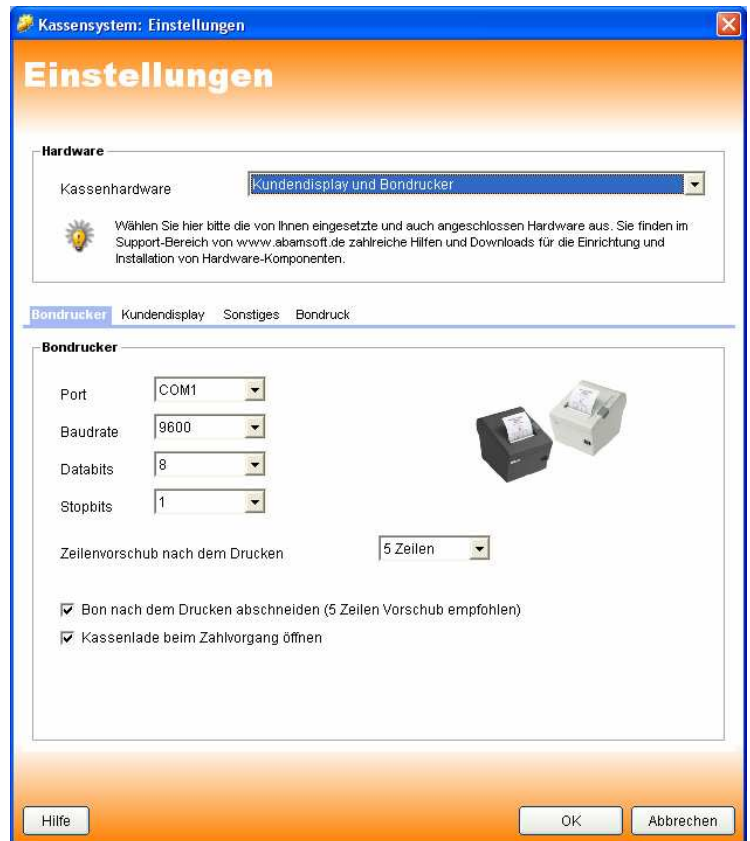 Kassensystem: Einstellungen
Einstellungen
Hardware
Kassenhardware
Kundendisplay und Bondrucker
Wählen Sie hier bitte die von Ihnen eingesetzte und auch angeschlossen Hardware aus. Sie finden im
Support-Bereich von www.abamsoft.de zahlreiche Hilfen und Downloads für die Einrichtung und
Installation von Hardware-Komponenten.
Bondrucker Kundendisplay Sonstiges Bondruck
Bondrucker
Port COM1
Baudrate 9600
Databits 8
Stopbits 1
Zeilenvorschub nach dem Drucken 5 Zeilen
Bon nach dem Drucken abschneiden (5 Zeilen Vorschub empfohlen)
Kassenlade beim Zahlvorgang öffnen
Hilfe OK Abbrechen